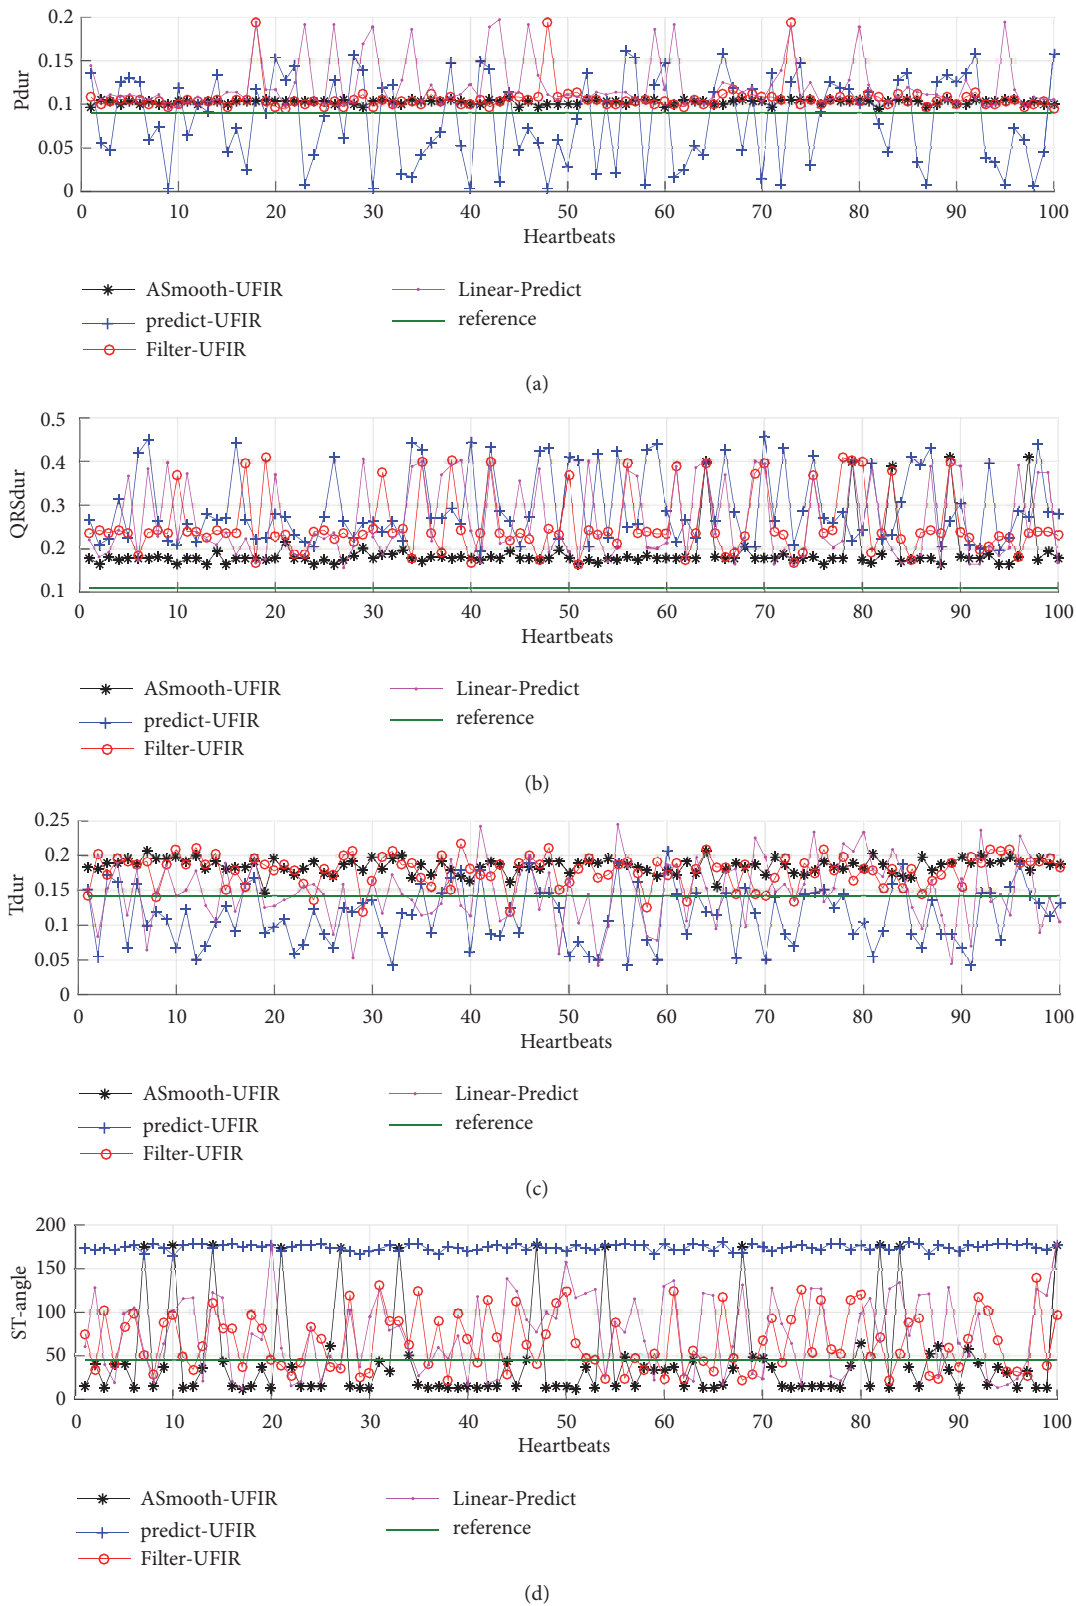 0.2
0.15
0.1
0.05
0
Pdur
0 10 20 30 40 50 60 70 80 90 100
Heartbeats
ASmooth-UFIR
predict-UFIR
Filter-UFIR
Linear-Predict
reference
(a)
0.5
0.4
0.3
0.2
0.1
QRSdur
0 10 20 30 40 50 60 70 80 90 100
Heartbeats
ASmooth-UFIR
predict-UFIR
Filter-UFIR
Linear-Predict
reference
(b)
0.25
0.2
0.15
0.1
0.05
0
Tdur
0 10 20 30 40 50 60 70 80 90 100
Heartbeats
ASmooth-UFIR
predict-UFIR
Filter-UFIR
Linear-Predict
reference
(c)
200
150
100
50
0
ST-angle
0 10 20 30 40 50 60 70 80 90 100
Heartbeats
ASmooth-UFIR
predict-UFIR
Filter-UFIR
Linear-Predict
reference
(d)